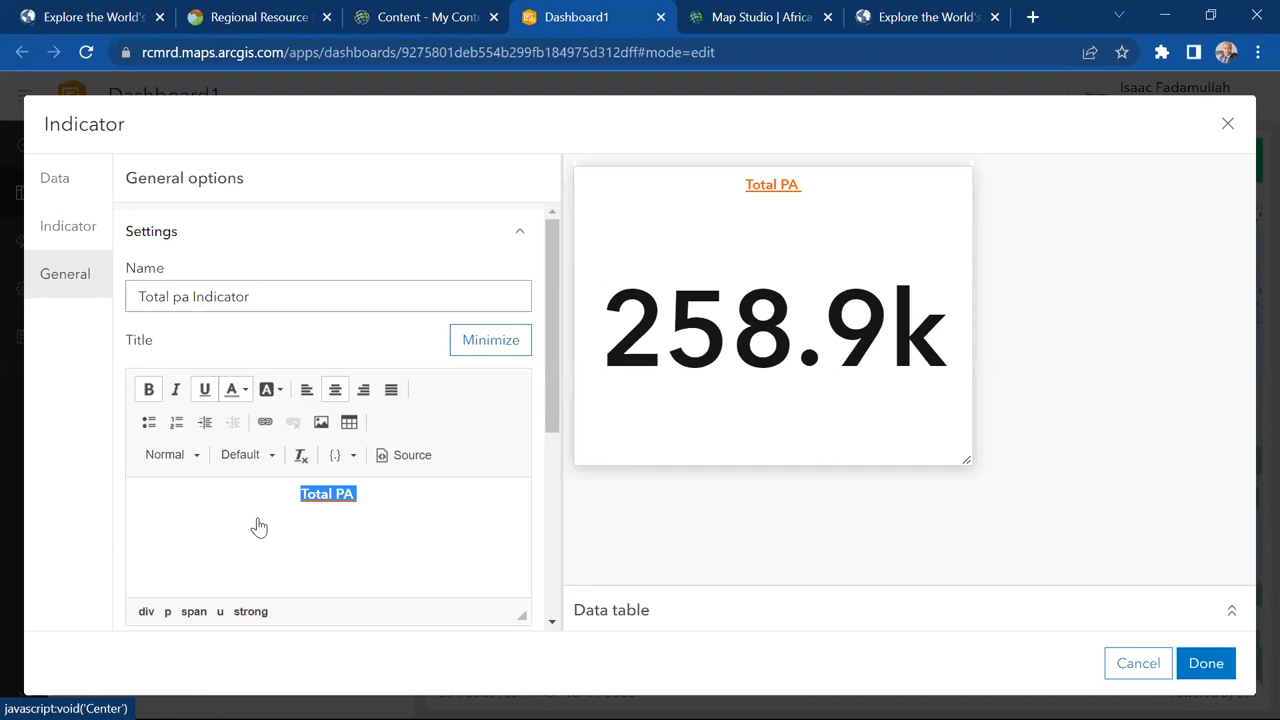 Explore the World's
Regional Resource
Content - My Cont
Dashboard1
Map Studio | Africa
Explore the World's
rcmrd.maps.arcgis.com/apps/dashboards/9275801deb554b299fb184975d312dff#mode=edit
Dashboard1
Isaac Fadamullah
Indicator
Data
Indicator
General
General options
Settings
Name
Total pa Indicator
Title
Minimize
B I U A A
Normal
Default
{.}
Source
Total PA
div p span u strong
Total PA
258.9k
Data table
Cancel
Done
javascript:void('Center')